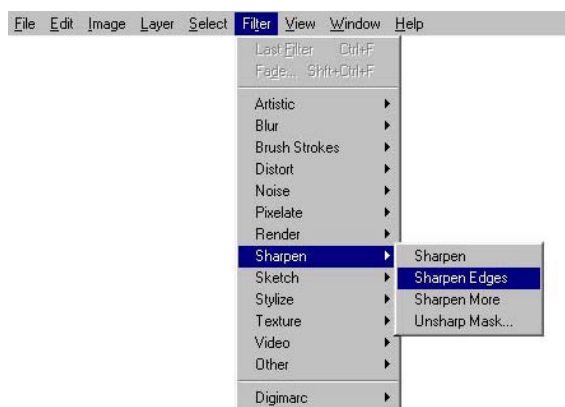 File Edit Image Layer Select Filter View Window Help
Last Filter Ctrl+F
Fade... Shft+Ctrl+F
Artistic
Blur
Brush Strokes
Distort
Noise
Pixelate
Render
Sharpen
Sketch
Stylize
Texture
Video
Other
Digimarc
Sharpen
Sharpen Edges
Sharpen More
Unsharp Mask...